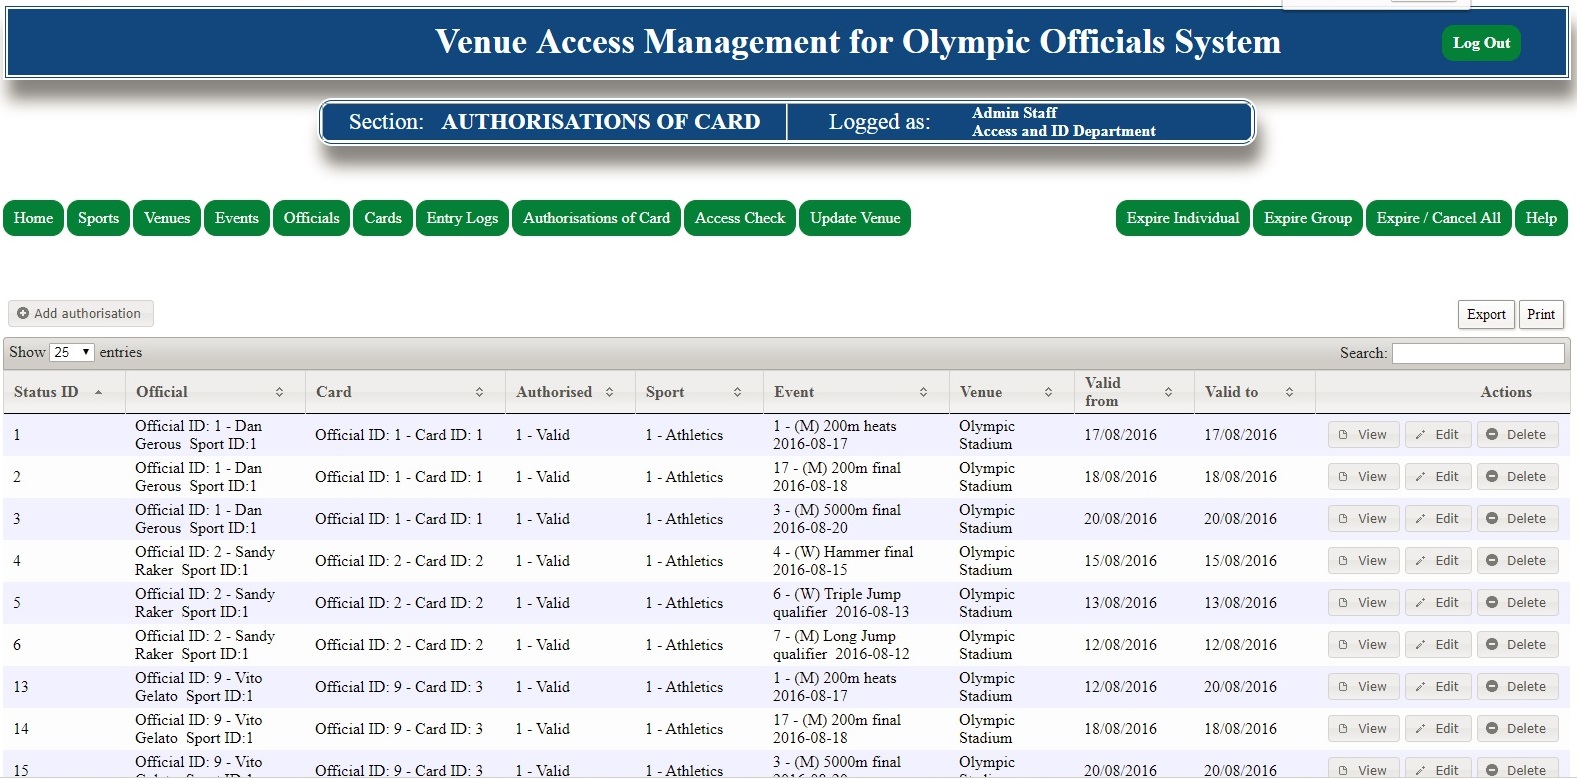 Venue Access Management for Olympic Officials System
Log Out
Section: AUTHORISATIONS OF CARD
Logged as:
Admin Staff
Access and ID Department
Home Sports Venues Events Officials Cards Entry Logs Authorisations of Card Access Check Update Venue
Expire Individual Expire Group Expire / Cancel All Help
Add authorisation
Export Print
Show 25 entries
Search:
Status ID Official Card Authorised Sport Event Venue Valid from Valid to Actions
1 Official ID: 1 - Dan Gerous Sport ID:1 Official ID: 1 - Card ID: 1 1 - Valid 1 - Athletics 1 - (M) 200m heats 2016-08-17 Olympic Stadium 17/08/2016 17/08/2016 View Edit Delete
2 Official ID: 1 - Dan Gerous Sport ID:1 Official ID: 1 - Card ID: 1 1 - Valid 1 - Athletics 17 - (M) 200m final 2016-08-18 Olympic Stadium 18/08/2016 18/08/2016 View Edit Delete
3 Official ID: 1 - Dan Gerous Sport ID:1 Official ID: 1 - Card ID: 1 1 - Valid 1 - Athletics 3 - (M) 5000m final 2016-08-20 Olympic Stadium 20/08/2016 20/08/2016 View Edit Delete
4 Official ID: 2 - Sandy Raker Sport ID:1 Official ID: 2 - Card ID: 2 1 - Valid 1 - Athletics 4 - (W) Hammer final 2016-08-15 Olympic Stadium 15/08/2016 15/08/2016 View Edit Delete
5 Official ID: 2 - Sandy Raker Sport ID:1 Official ID: 2 - Card ID: 2 1 - Valid 1 - Athletics 6 - (W) Triple Jump qualifier 2016-08-13 Olympic Stadium 13/08/2016 13/08/2016 View Edit Delete
6 Official ID: 2 - Sandy Raker Sport ID:1 Official ID: 2 - Card ID: 2 1 - Valid 1 - Athletics 7 - (M) Long Jump qualifier 2016-08-12 Olympic Stadium 12/08/2016 12/08/2016 View Edit Delete
13 Official ID: 9 - Vito Gelato Sport ID:1 Official ID: 9 - Card ID: 3 1 - Valid 1 - Athletics 1 - (M) 200m heats 2016-08-17 Olympic Stadium 12/08/2016 20/08/2016 View Edit Delete
14 Official ID: 9 - Vito Gelato Sport ID:1 Official ID: 9 - Card ID: 3 1 - Valid 1 - Athletics 17 - (M) 200m final 2016-08-18 Olympic Stadium 18/08/2016 18/08/2016 View Edit Delete
15 Official ID: 9 - Vito Official ID: 9 - Card ID: 3 1 - Valid 1 - Athletics 3 - (M) 5000m final Olympic 20/08/2016 20/08/2016 View Edit Delete